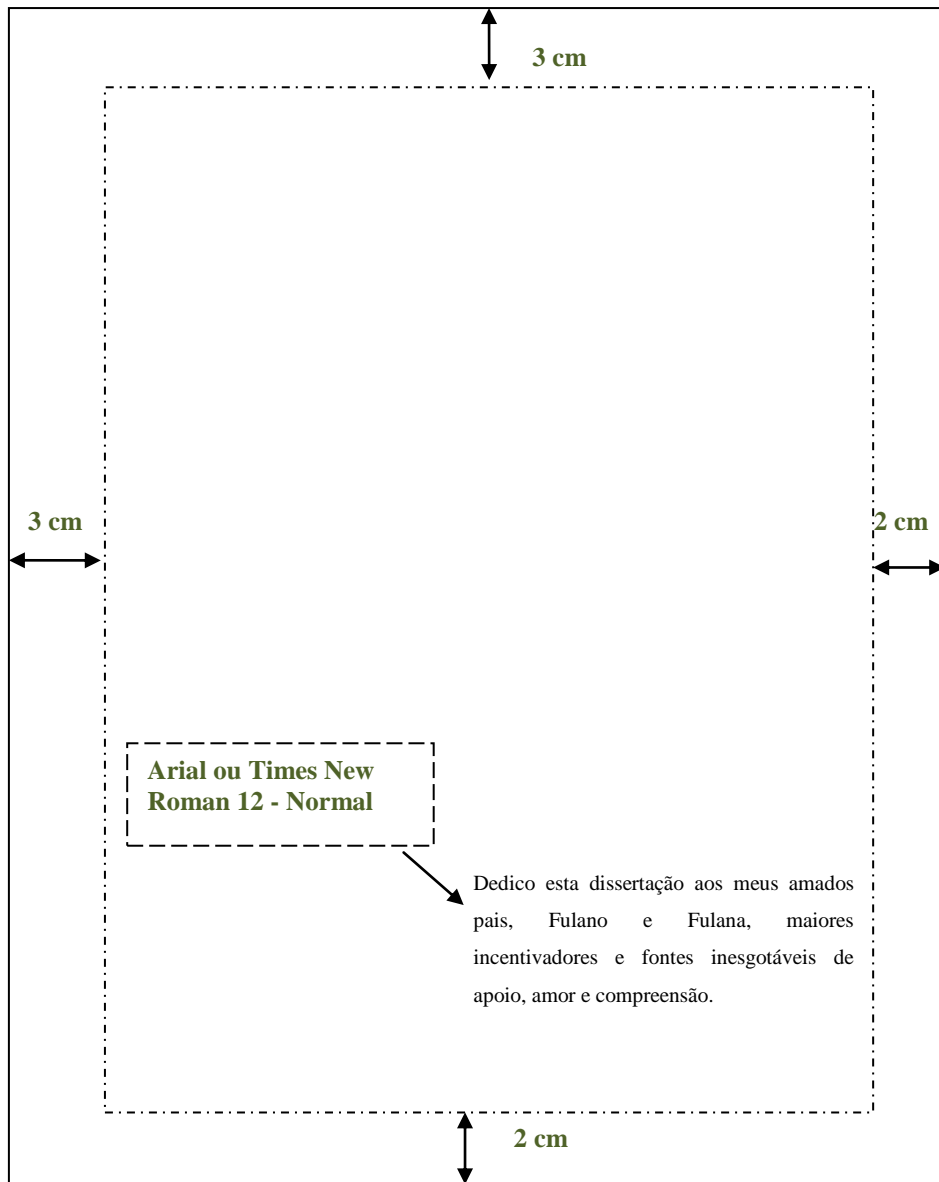 3 cm
3 cm
2 cm
Arial ou Times New
Roman 12 - Normal
Dedico esta dissertação aos meus amados
pais, Fulano e Fulana, maiores
incentivadores e fontes inesgotáveis de
apoio, amor e compreensão.
2 cm